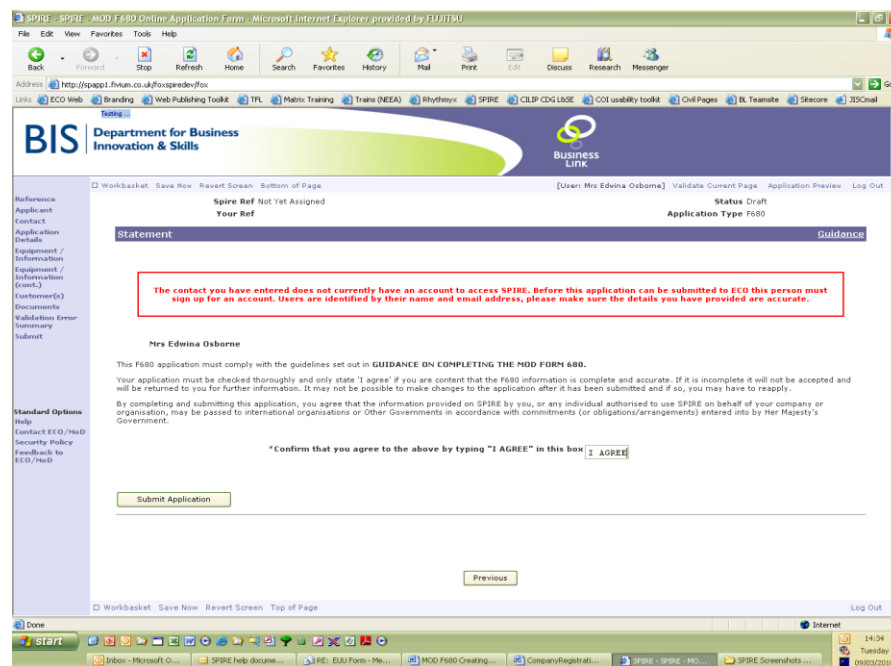 SPIRE - SPIRE - MOD F680 Online Application Form - Microsoft Internet Explorer provided by FUJITSU
File Edit View Favorites Tools Help
Back Forward Stop Refresh Home Search Favorites History Mail Print Edit Discuss Research Messenger
Address http://spapp1.fivium.co.uk/foxspiredev/fox Go
Links ECO Web Branding Web Publishing Toolkit TFL Matrix Training Trains (NEEA) Rhythmyx SPIRE CILIP CDG L&SE COI usability toolkit Civil Pages BL Teamsite Sitecore JISCmail
Testing ...
BIS Department for Business
Innovation & Skills
Business
Link
Workbasket Save Now Revert Screen Bottom of Page [User: Mrs Edwina Osborne] Validate Current Page Application Preview Log Out
Reference
Applicant
Contact
Application
Details
Equipment /
Information
Equipment /
Information
(cont.)
Customer(s)
Documents
Validation Error
Summary
Submit
Standard Options
Help
Contact ECO/MoD
Security Policy
Feedback to
ECO/MoD
Spire Ref Not Yet Assigned Status Draft
Your Ref Application Type F680
Statement Guidance
The contact you have entered does not currently have an account to access SPIRE. Before this application can be submitted to ECO this person must
sign up for an account. Users are identified by their name and email address, please make sure the details you have provided are accurate.
Mrs Edwina Osborne
This F680 application must comply with the guidelines set out in GUIDANCE ON COMPLETING THE MOD FORM 680.
Your application must be checked thoroughly and only state 'I agree' if you are content that the F680 information is complete and accurate. If it is incomplete it will not be accepted and
will be returned to you for further information. It may not be possible to make changes to the application after it has been submitted and if so, you may have to reapply.
By completing and submitting this application, you agree that the information provided on SPIRE by you, or any individual authorised to use SPIRE on behalf of your company or
organisation, may be passed to international organisations or Other Governments in accordance with commitments (or obligations/arrangements) entered into by Her Majesty's
Government.
*Confirm that you agree to the above by typing "I AGREE" in this box I AGREE
Submit Application
Previous
Workbasket Save Now Revert Screen Top of Page Log Out
Done Internet
start 14:34
Tuesday
Inbox - Microsoft O... SPIRE help docume... RE: EUU Form - Me... MOD F680 Creating... CompanyRegistrati... SPIRE - SPIRE - MO... SPIRE Screenshots ... 09/03/201